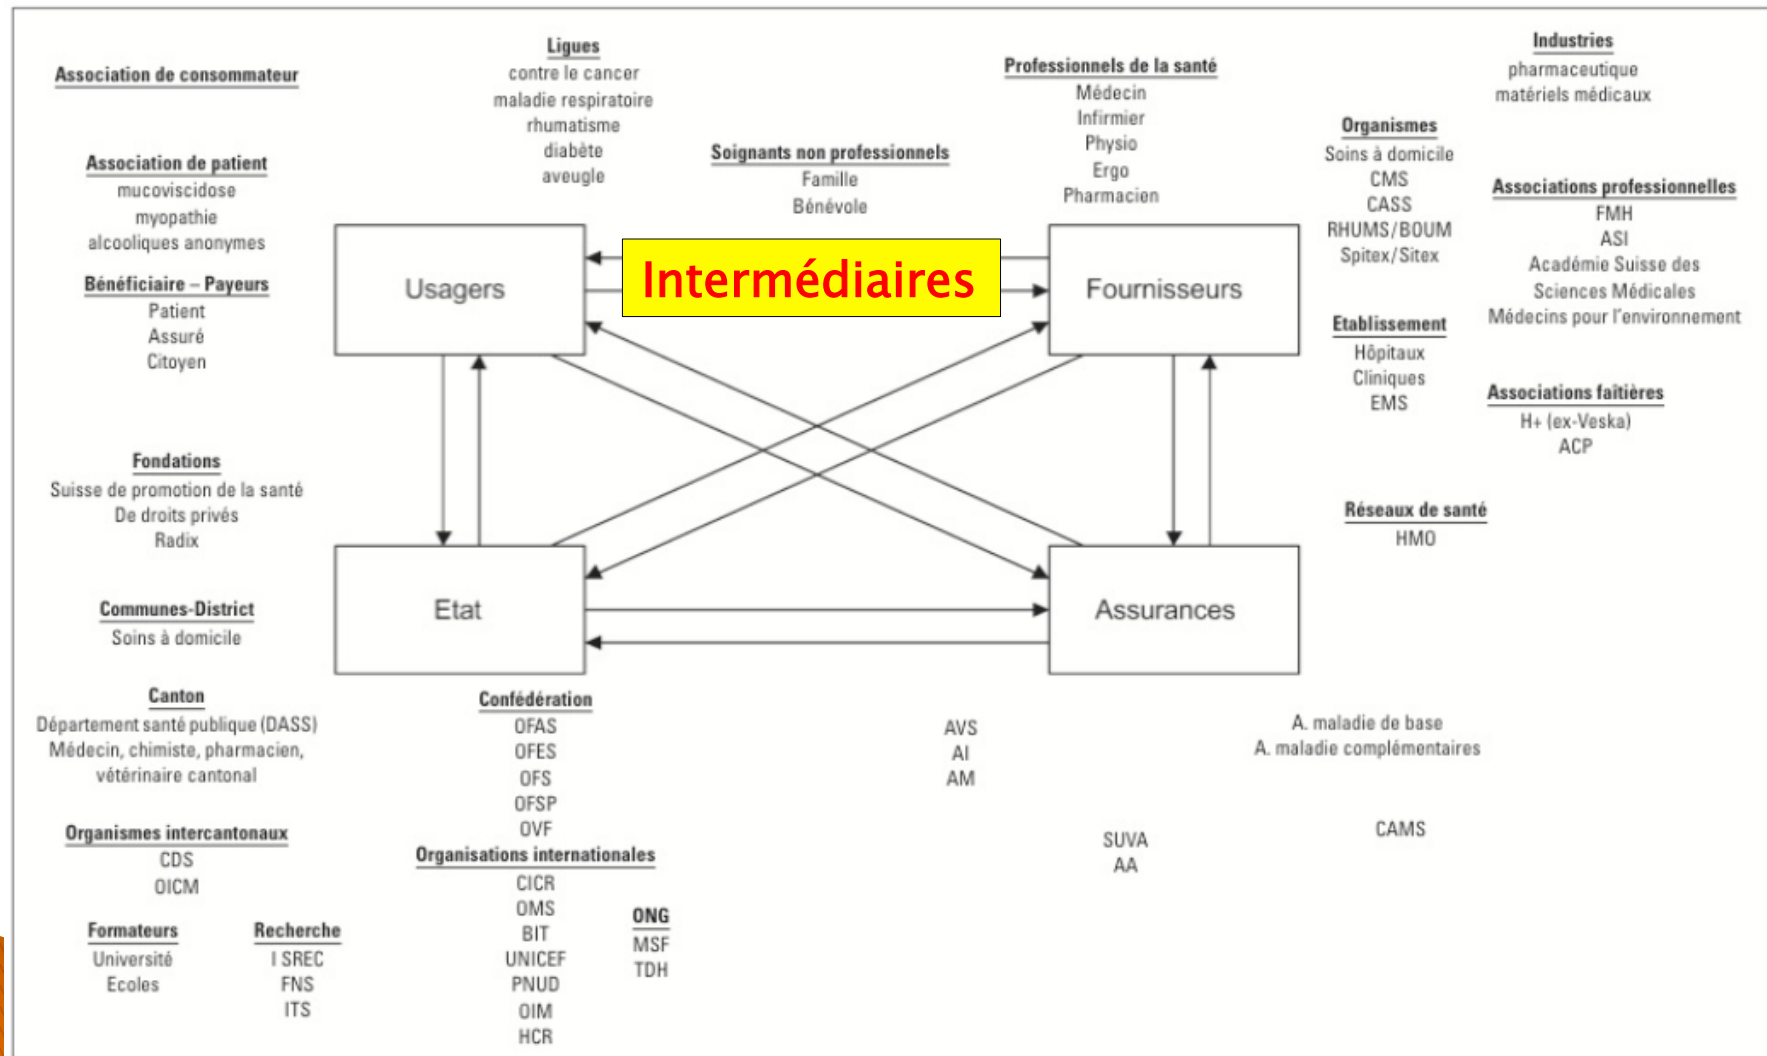 Association de consommateur
Association de patient
mucoviscidose
myopathie
alcooliques anonymes
Bénéficiaire – Payeurs
Patient
Assuré
Citoyen
Ligues
contre le cancer
maladie respiratoire
rhumatisme
diabète
aveugle
Soignants non professionnels
Famille
Bénévole
Professionnels de la santé
Médecin
Infirmier
Physio
Ergo
Pharmacien
Industries
pharmaceutique
matériels médicaux
Organismes
Soins à domicile
CMS
CASS
RHUMS/BOUM
Spitex/Sitex
Associations professionnelles
FMH
ASI
Académie Suisse des
Sciences Médicales
Médecins pour l'environnement
Etablissement
Hôpitaux
Cliniques
EMS
Associations faîtières
H+ (ex-Veska)
ACP
Réseaux de santé
HMO
Usagers
Intermédiaires
Fournisseurs
Etat
Assurances
Fondations
Suisse de promotion de la santé
De droits privés
Radix
Communes-District
Soins à domicile
Canton
Département santé publique (DASS)
Médecin, chimiste, pharmacien,
vétérinaire cantonal
Organismes intercantonaux
CDS
OICM
Formateurs
Université
Ecoles
Recherche
I SREC
FNS
ITS
Confédération
OFAS
OFES
OFS
OFSP
OVF
Organisations internationales
CICR
OMS
BIT
UNICEF
PNUD
OIM
HCR
ONG
MSF
TDH
AVS
AI
AM
SUVA
AA
A. maladie de base
A. maladie complémentaires
CAMS